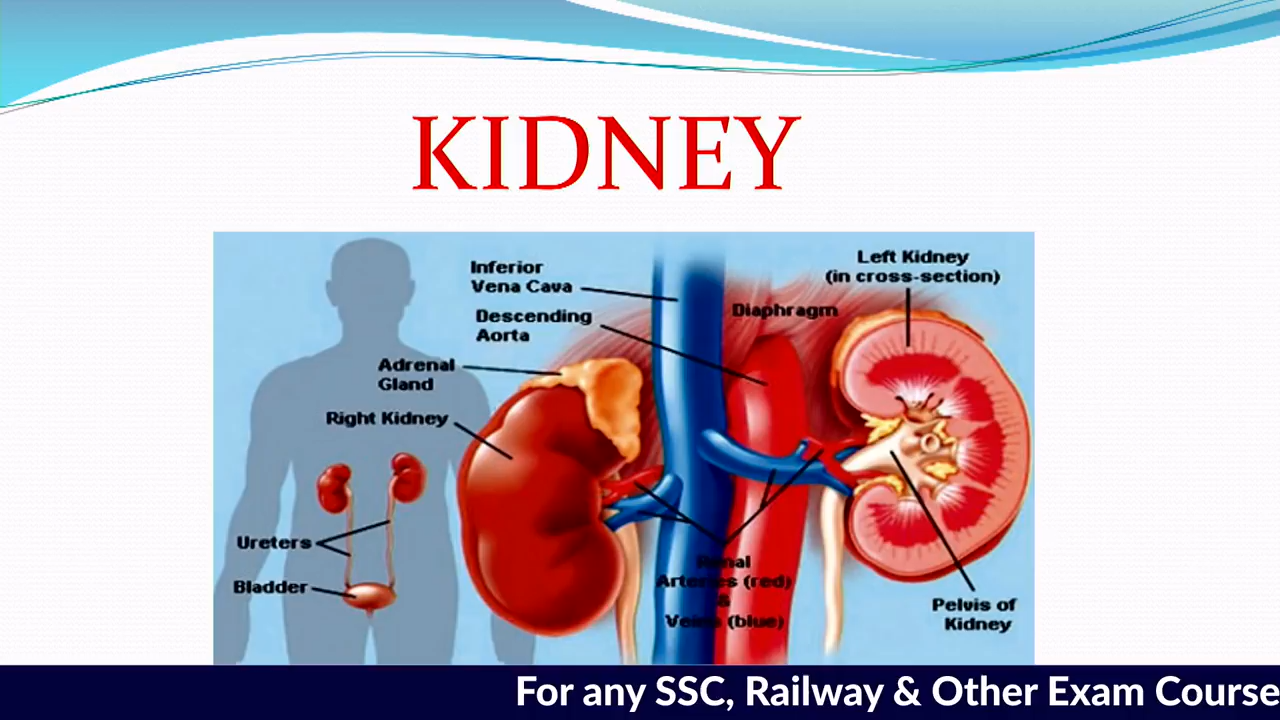 KIDNEY
Inferior
Vena Cava
Descending
Aorta
Adrenal
Gland
Right Kidney
Ureters
Bladder
Left Kidney
(in cross-section)
Diaphragm
Renal
Arteries (red)
&
Veins (blue)
Pelvis of
Kidney
For any SSC, Railway & Other Exam Course